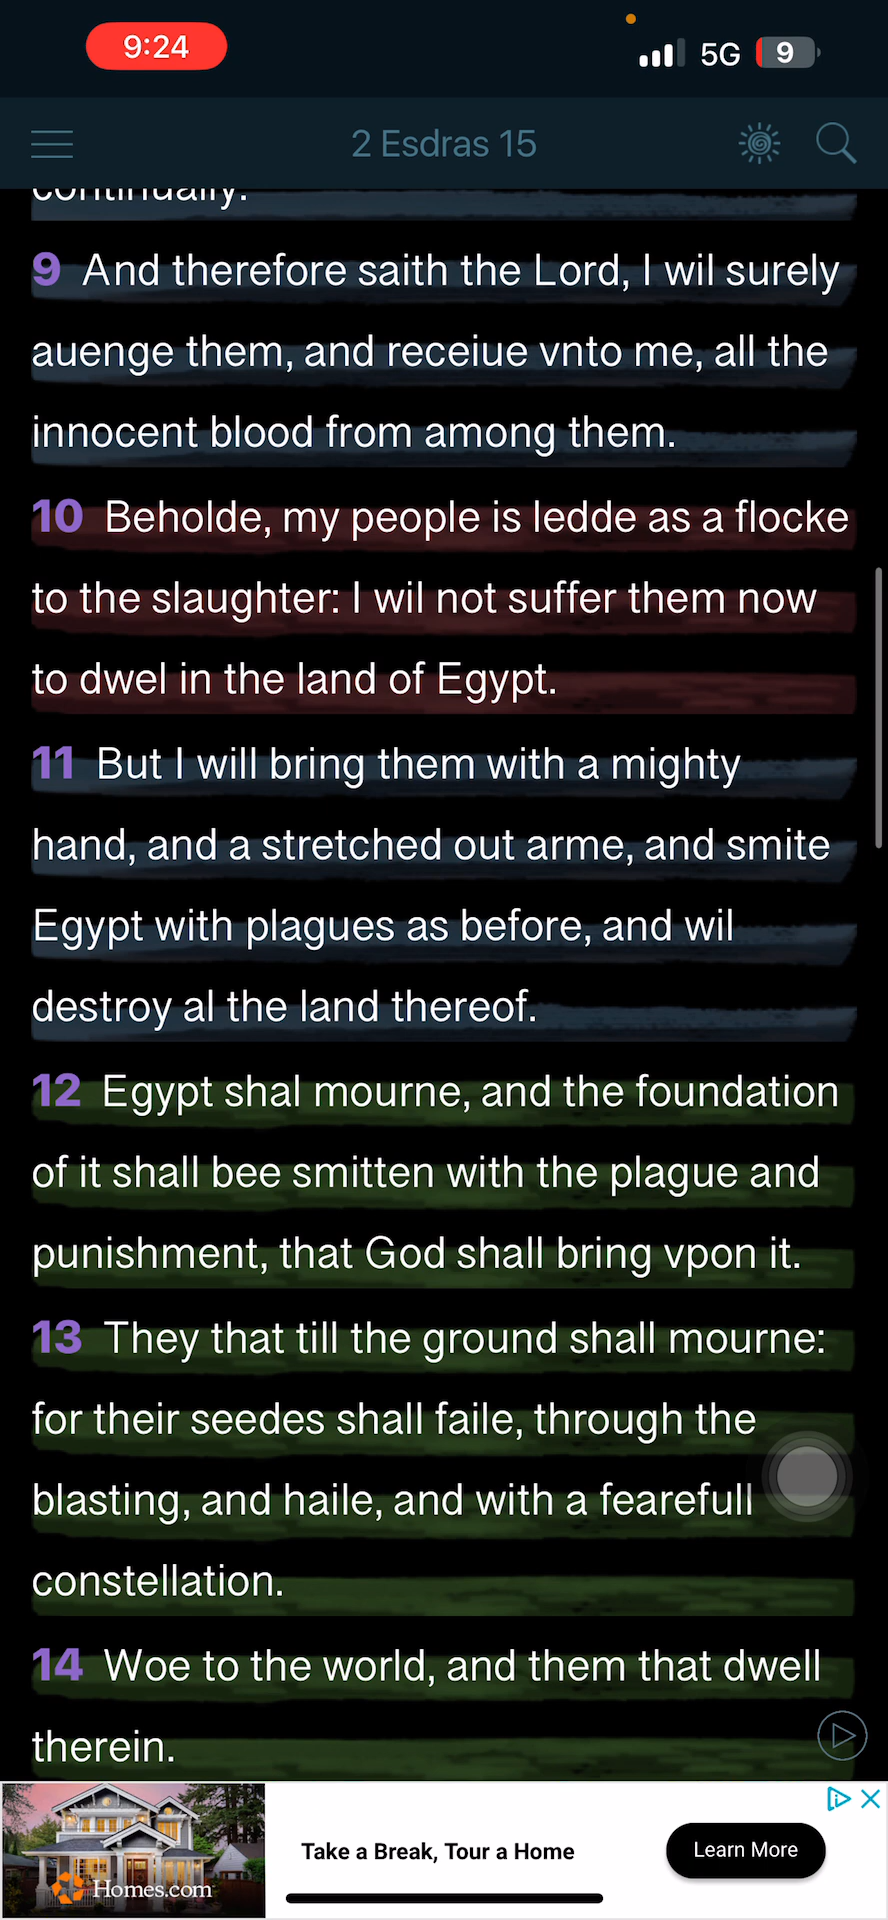 9:24
5G 9
2 Esdras 15
continually.
9 And therefore saith the Lord, I wil surely
auenge them, and receiue vnto me, all the
innocent blood from among them.
10 Beholde, my people is ledde as a flocke
to the slaughter: I wil not suffer them now
to dwel in the land of Egypt.
11 But I will bring them with a mighty
hand, and a stretched out arme, and smite
Egypt with plagues as before, and wil
destroy al the land thereof.
12 Egypt shal mourne, and the foundation
of it shall bee smitten with the plague and
punishment, that God shall bring vpon it.
13 They that till the ground shall mourne:
for their seedes shall faile, through the
blasting, and haile, and with a fearefull
constellation.
14 Woe to the world, and them that dwell
therein.
Homes.com
Take a Break, Tour a Home
Learn More